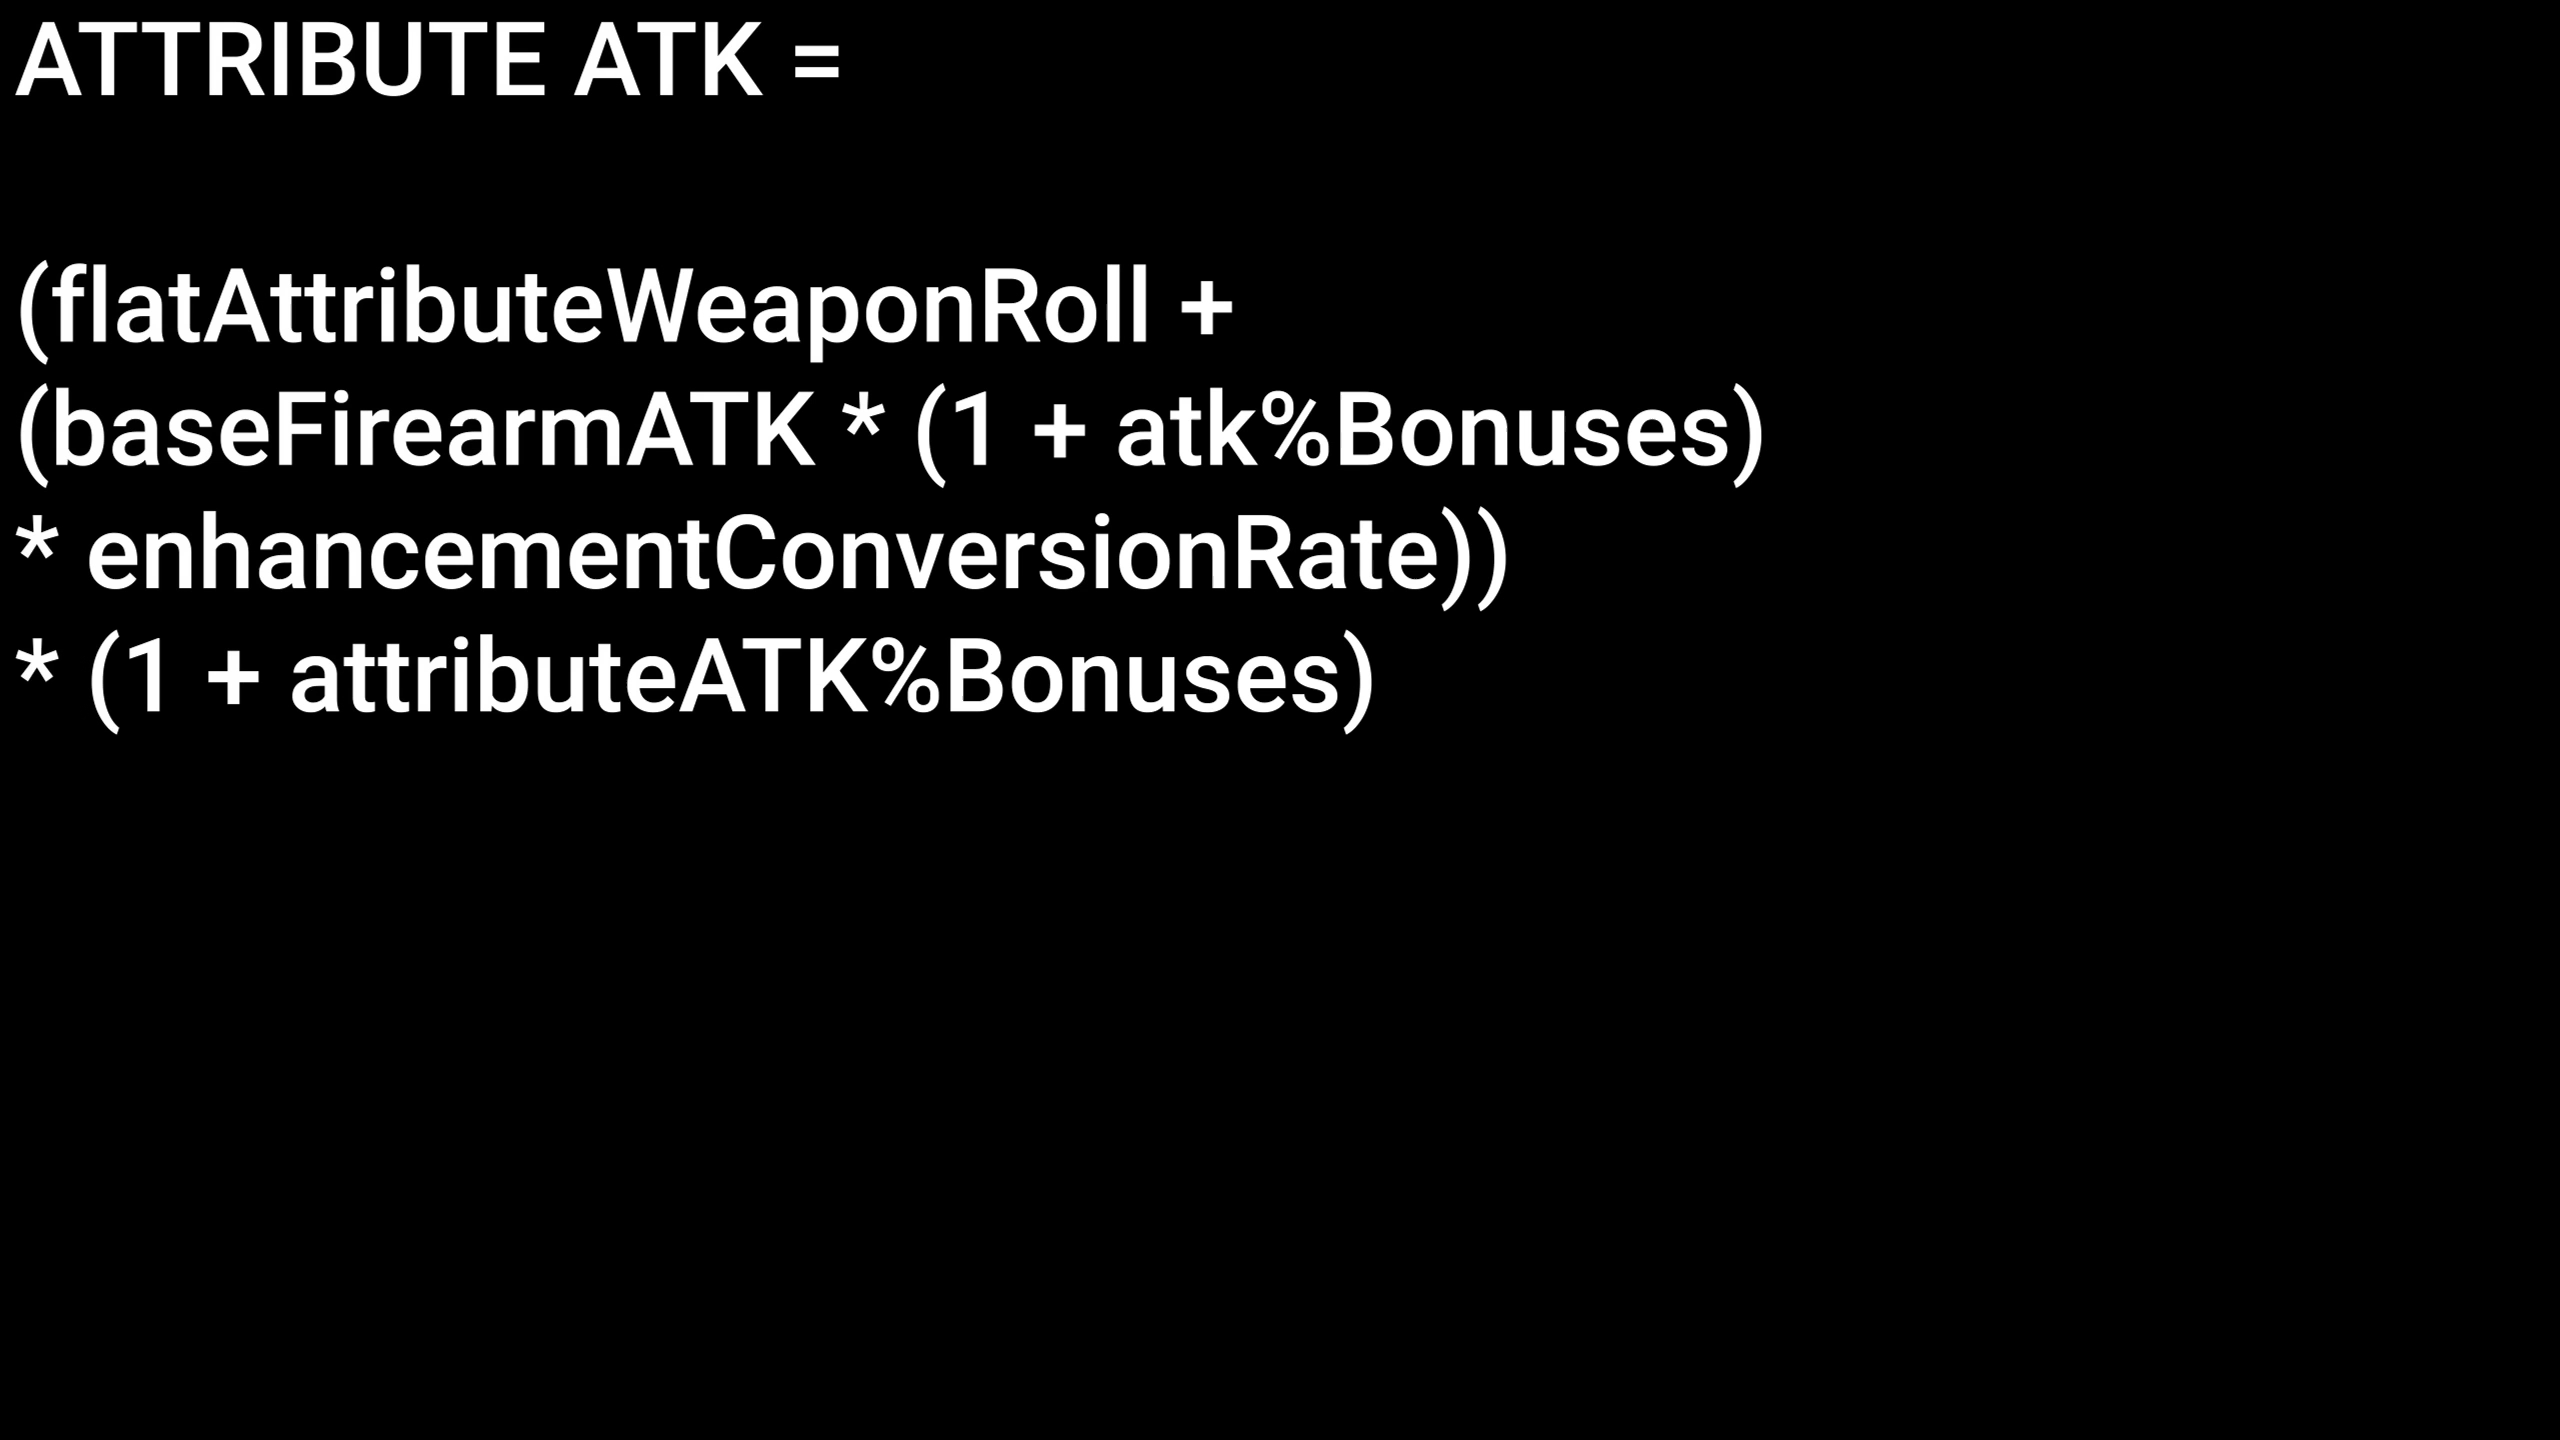 ATTRIBUTE ATK =
(flatAttributeWeaponRoll +
(baseFirearmATK * (1 + atk%Bonuses)
* enhancementConversionRate))
* (1 + attributeATK%Bonuses)